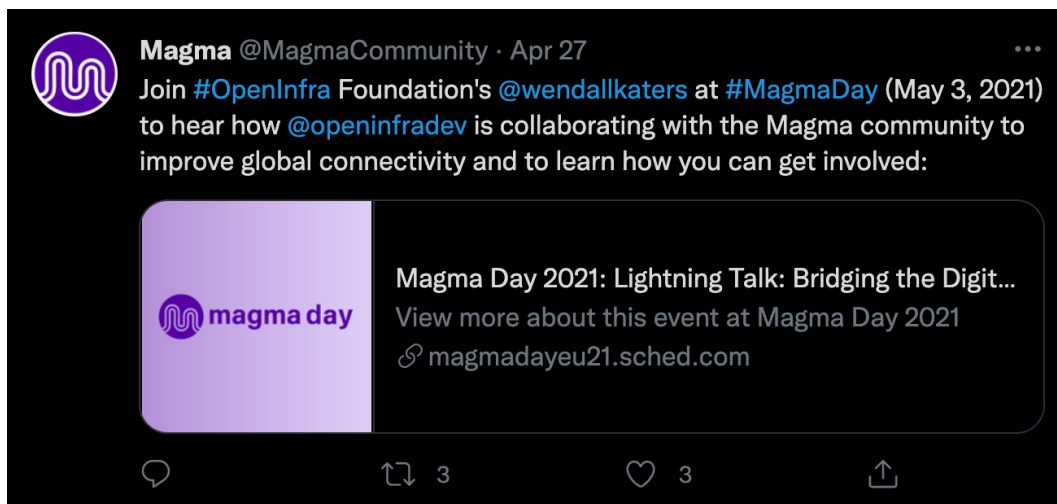 Magma @MagmaCommunity · Apr 27
Join #OpenInfra Foundation's @wendallkaters at #MagmaDay (May 3, 2021)
to hear how @openinfradev is collaborating with the Magma community to
improve global connectivity and to learn how you can get involved:
magma day
Magma Day 2021: Lightning Talk: Bridging the Digit...
View more about this event at Magma Day 2021
magmadayeu21.sched.com
3 3